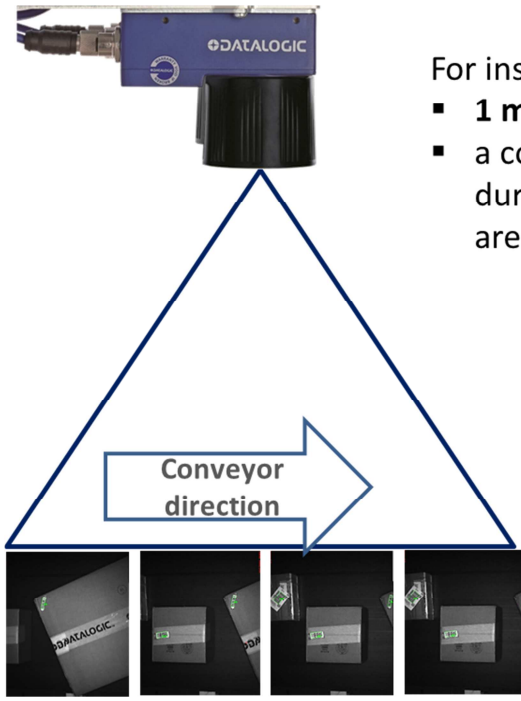 DATALOGIC
For ins
▪ 1 m
▪ a co
dur
are
Conveyor
direction
DATALOGIC